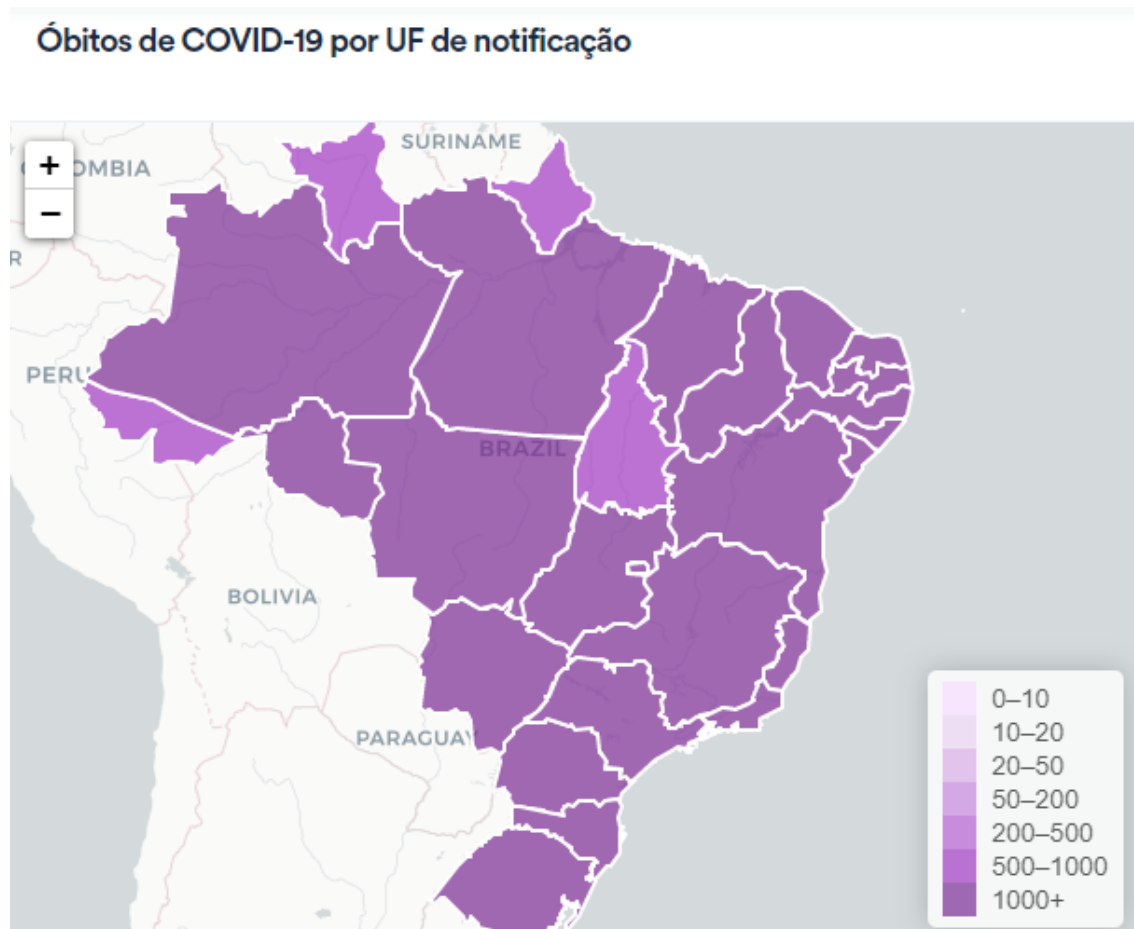 Óbitos de COVID-19 por UF de notificação
+
−
SURINAME
OMBIA
R
PERU
BRAZIL
BOLIVIA
PARAGUAY
0–10
10–20
20–50
50–200
200–500
500–1000
1000+